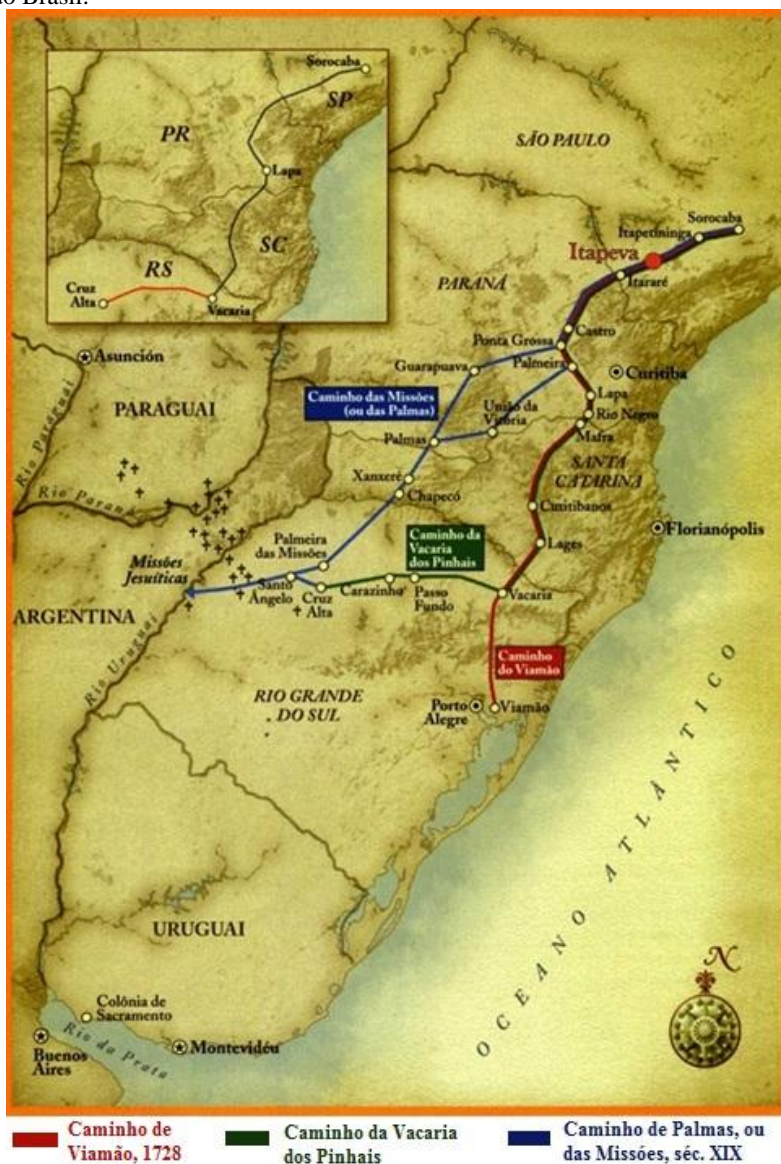 do Brasil.
Sorocaba
SP
PR
Lapa
SC
RS
Cruz
Alta
Vacaria
SÃO PAULO
Sorocaba
Itapetininga
Itapeva
Itararé
PARANÁ
Castro
Ponta Grossa
Palmeira
Curitiba
Guarapuava
Asunción
PARAGUAI
Caminho das Missões
(ou das Palmas)
União da
Vitória
Lapa
Rio Negro
Mafra
Palmas
Rio Paraguai
Rio Paraná
SANTA
CATARINA
Xanxerê
Chapecó
Curitibanos
Florianópolis
Lages
Caminho da
Vacaria
dos Pinhais
Palmeira
das Missões
Missões
Jesuíticas
Santo
Ângelo
Cruz
Alta
Carazinho
Passo
Fundo
Vacaria
ARGENTINA
Rio Uruguai
Caminho
do Viamão
RIO GRANDE
DO SUL
Porto
Alegre
Viamão
OCEANO ATLÂNTICO
URUGUAI
N
Colônia de
Sacramento
Rio da Prata
Buenos
Aires
Montevidéu
Caminho de
Viamão, 1728
Caminho da Vacaria
dos Pinhais
Caminho de Palmas, ou
das Missões, séc. XIX